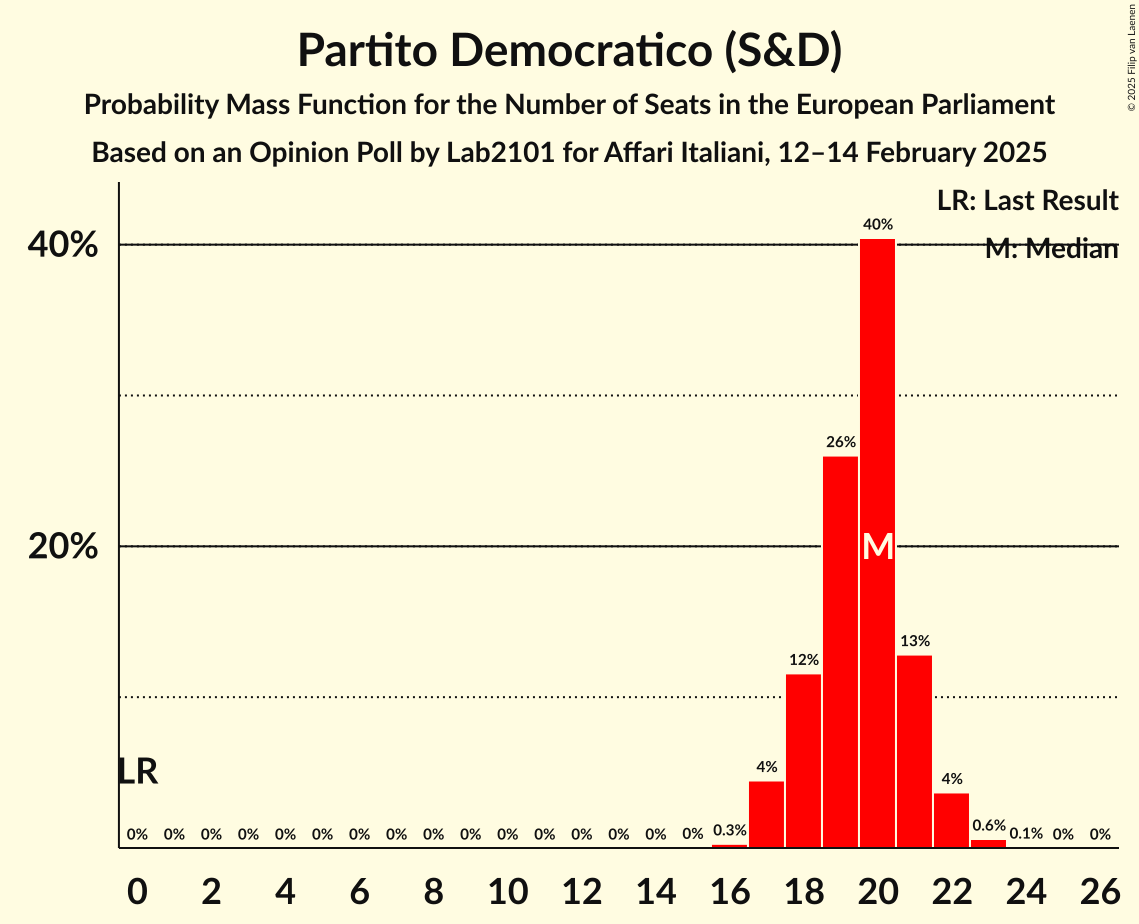 Partito Democratico (S&D)
Probability Mass Function for the Number of Seats in the European Parliament
Based on an Opinion Poll by Lab2101 for Affari Italiani, 12–14 February 2025
© 2025 Filip van Laenen
LR: Last Result
M: Median
40%
20%
40%
26%
M
13%
12%
LR
4%
4%
0% 0% 0% 0% 0% 0% 0% 0% 0% 0% 0% 0% 0% 0% 0% 0% 0.3% 0.6% 0.1% 0% 0%
0 2 4 6 8 10 12 14 16 18 20 22 24 26